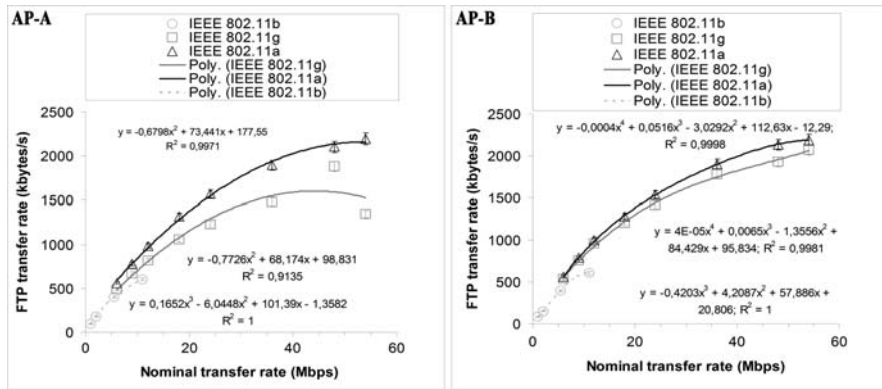 AP-A
IEEE 802.11b
IEEE 802.11g
IEEE 802.11a
Poly. (IEEE 802.11g)
Poly. (IEEE 802.11a)
Poly. (IEEE 802.11b)
FTP transfer rate (kbytes/s)
2500
2000
1500
1000
500
0
y = -0,6798x² + 73,441x + 177,55
R² = 0,9971
y = -0,7726x² + 68,174x + 98,831
R² = 0,9135
y = 0,1652x³ - 6,0448x² + 101,39x - 1,3582
R² = 1
0 20 40 60
Nominal transfer rate (Mbps)
AP-B
IEEE 802.11b
IEEE 802.11g
IEEE 802.11a
Poly. (IEEE 802.11g)
Poly. (IEEE 802.11a)
Poly. (IEEE 802.11b)
FTP transfer rate (kbytes/s)
2500
2000
1500
1000
500
0
y = -0,0004x⁴ + 0,0516x³ - 3,0292x² + 112,63x - 12,29;
R² = 0,9998
y = 4E-05x⁴ + 0,0065x³ - 1,3556x² +
84,429x + 95,834; R² = 0,9981
y = -0,4203x³ + 4,2087x² + 57,886x +
20,806; R² = 1
0 20 40 60
Nominal transfer rate (Mbps)